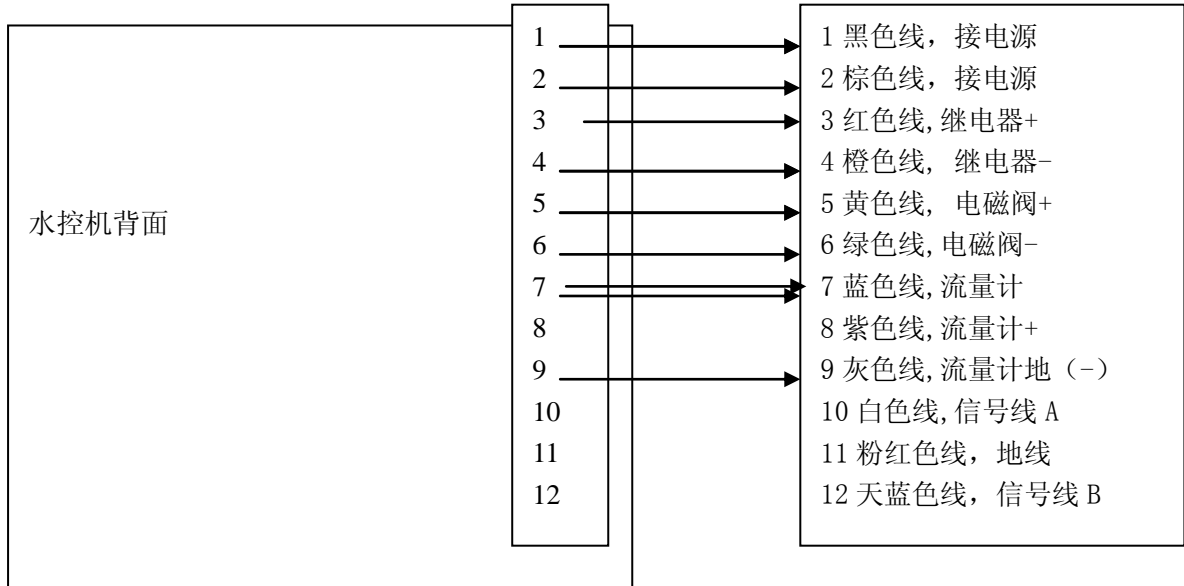 水控机背面
1
2
3
4
5
6
7
8
9
10
11
12
1 黑色线，接电源
2 棕色线，接电源
3 红色线,继电器+
4 橙色线, 继电器-
5 黄色线, 电磁阀+
6 绿色线,电磁阀-
7 蓝色线,流量计
8 紫色线,流量计+
9 灰色线,流量计地（-）
10 白色线,信号线 A
11 粉红色线，地线
12 天蓝色线，信号线 B